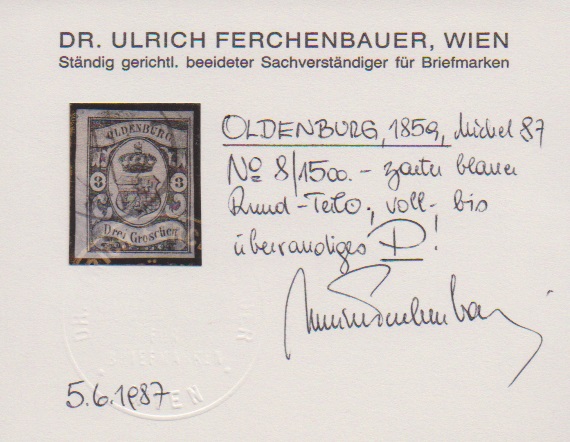 DR. ULRICH FERCHENBAUER, WIEN
Ständig gerichtl. beeideter Sachverständiger für Briefmarken
OLDENBURG
3 3
Drei Groschen
OLDENBURG, 1859, Michel 87
No 8/1500.- zarter blauer
Rund-Teilo., voll- bis
überrandiges P!
WIEN
5.6.1987